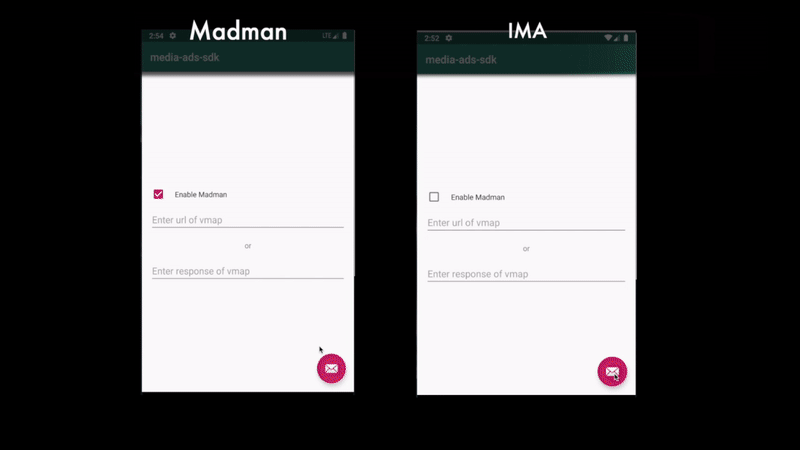 Madman
2:54 LTE
media-ads-sdk
Enable Madman
Enter url of vmap
or
Enter response of vmap
IMA
2:52
media-ads-sdk
Enable Madman
Enter url of vmap
or
Enter response of vmap